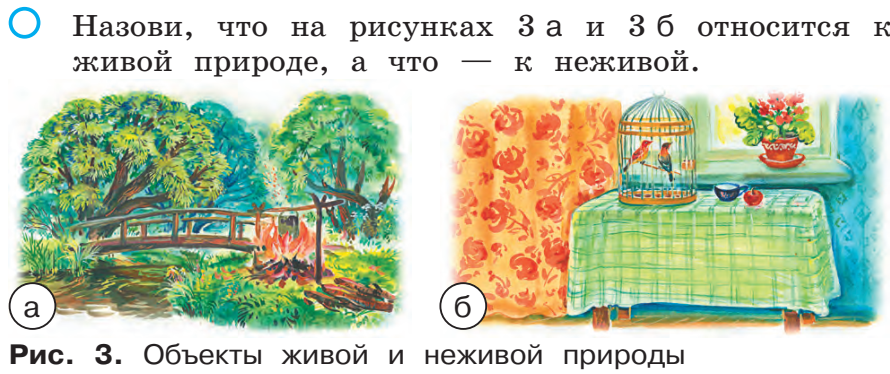 Назови, что на рисунках 3 а и 3 б относится к
живой природе, а что — к неживой.
а
б
Рис. 3. Объекты живой и неживой природы